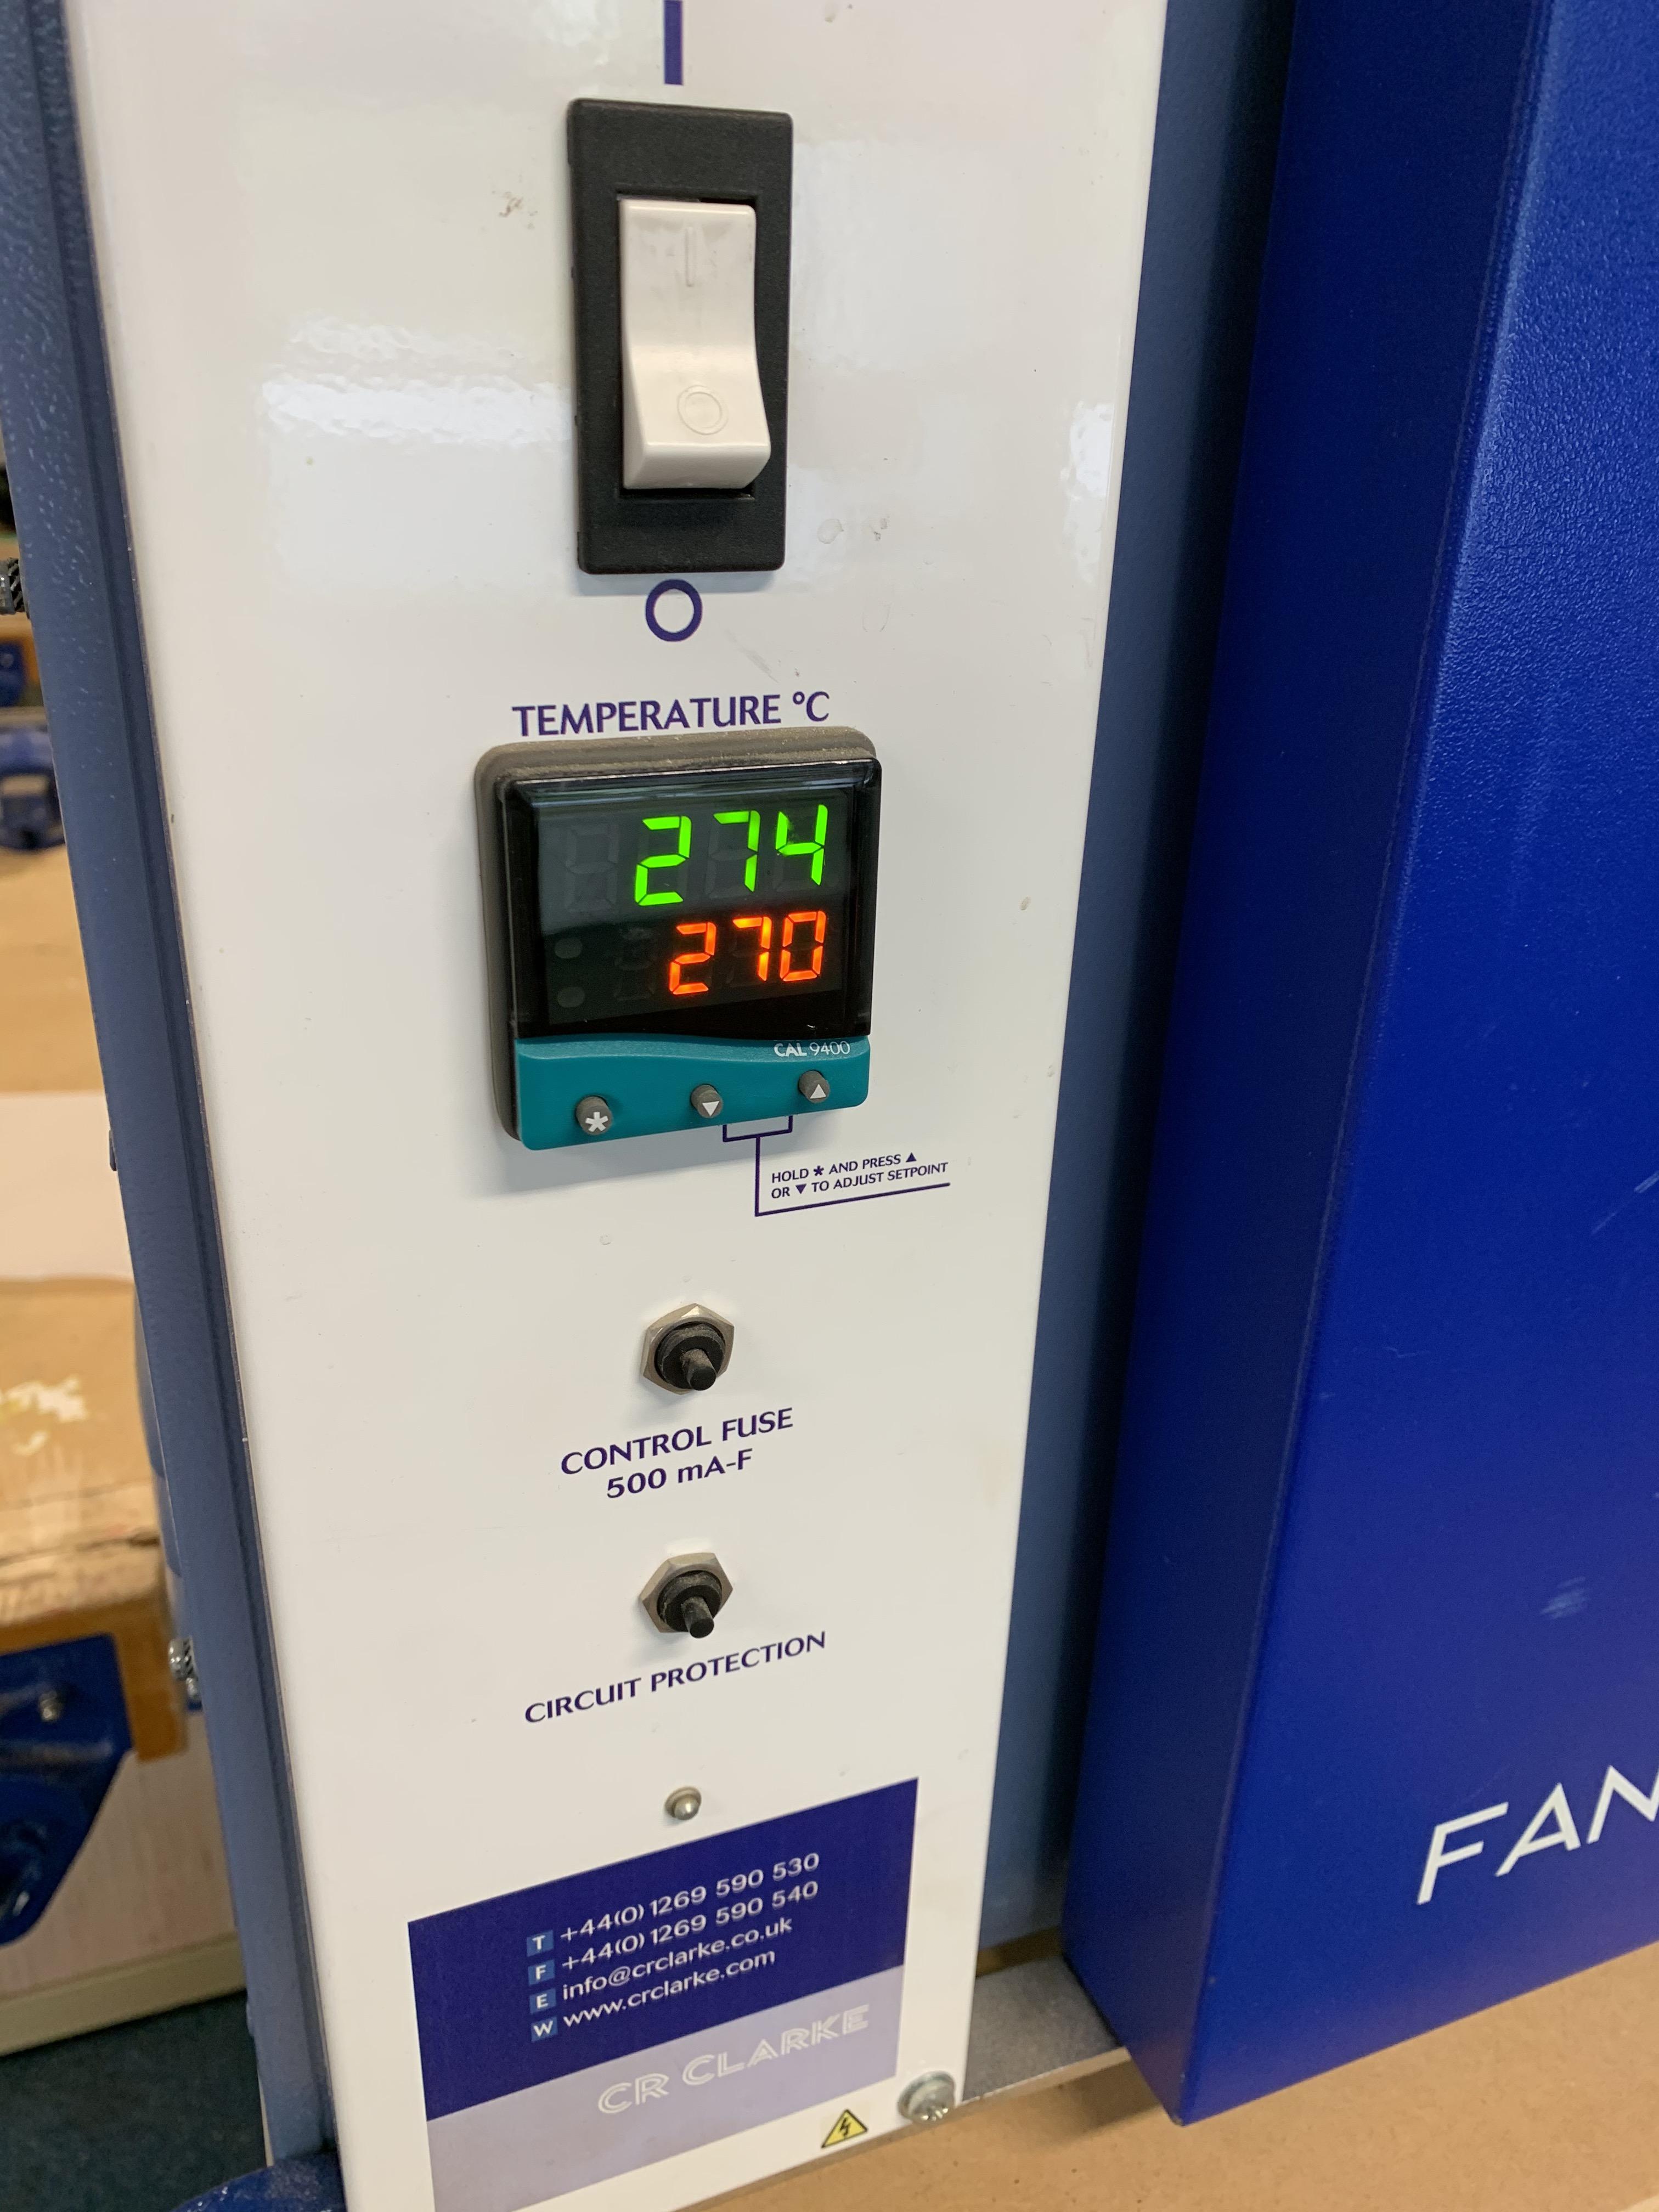 TEMPERATURE °C
274
270
CAL 9400
* ▼ ▲
HOLD * AND PRESS ▲
OR ▼ TO ADJUST SETPOINT
CONTROL FUSE
500 mA-F
CIRCUIT PROTECTION
T +44(0) 1269 590 530
F +44(0) 1269 590 540
E info@crclarke.co.uk
W www.crclarke.com
CR CLARKE
FAN